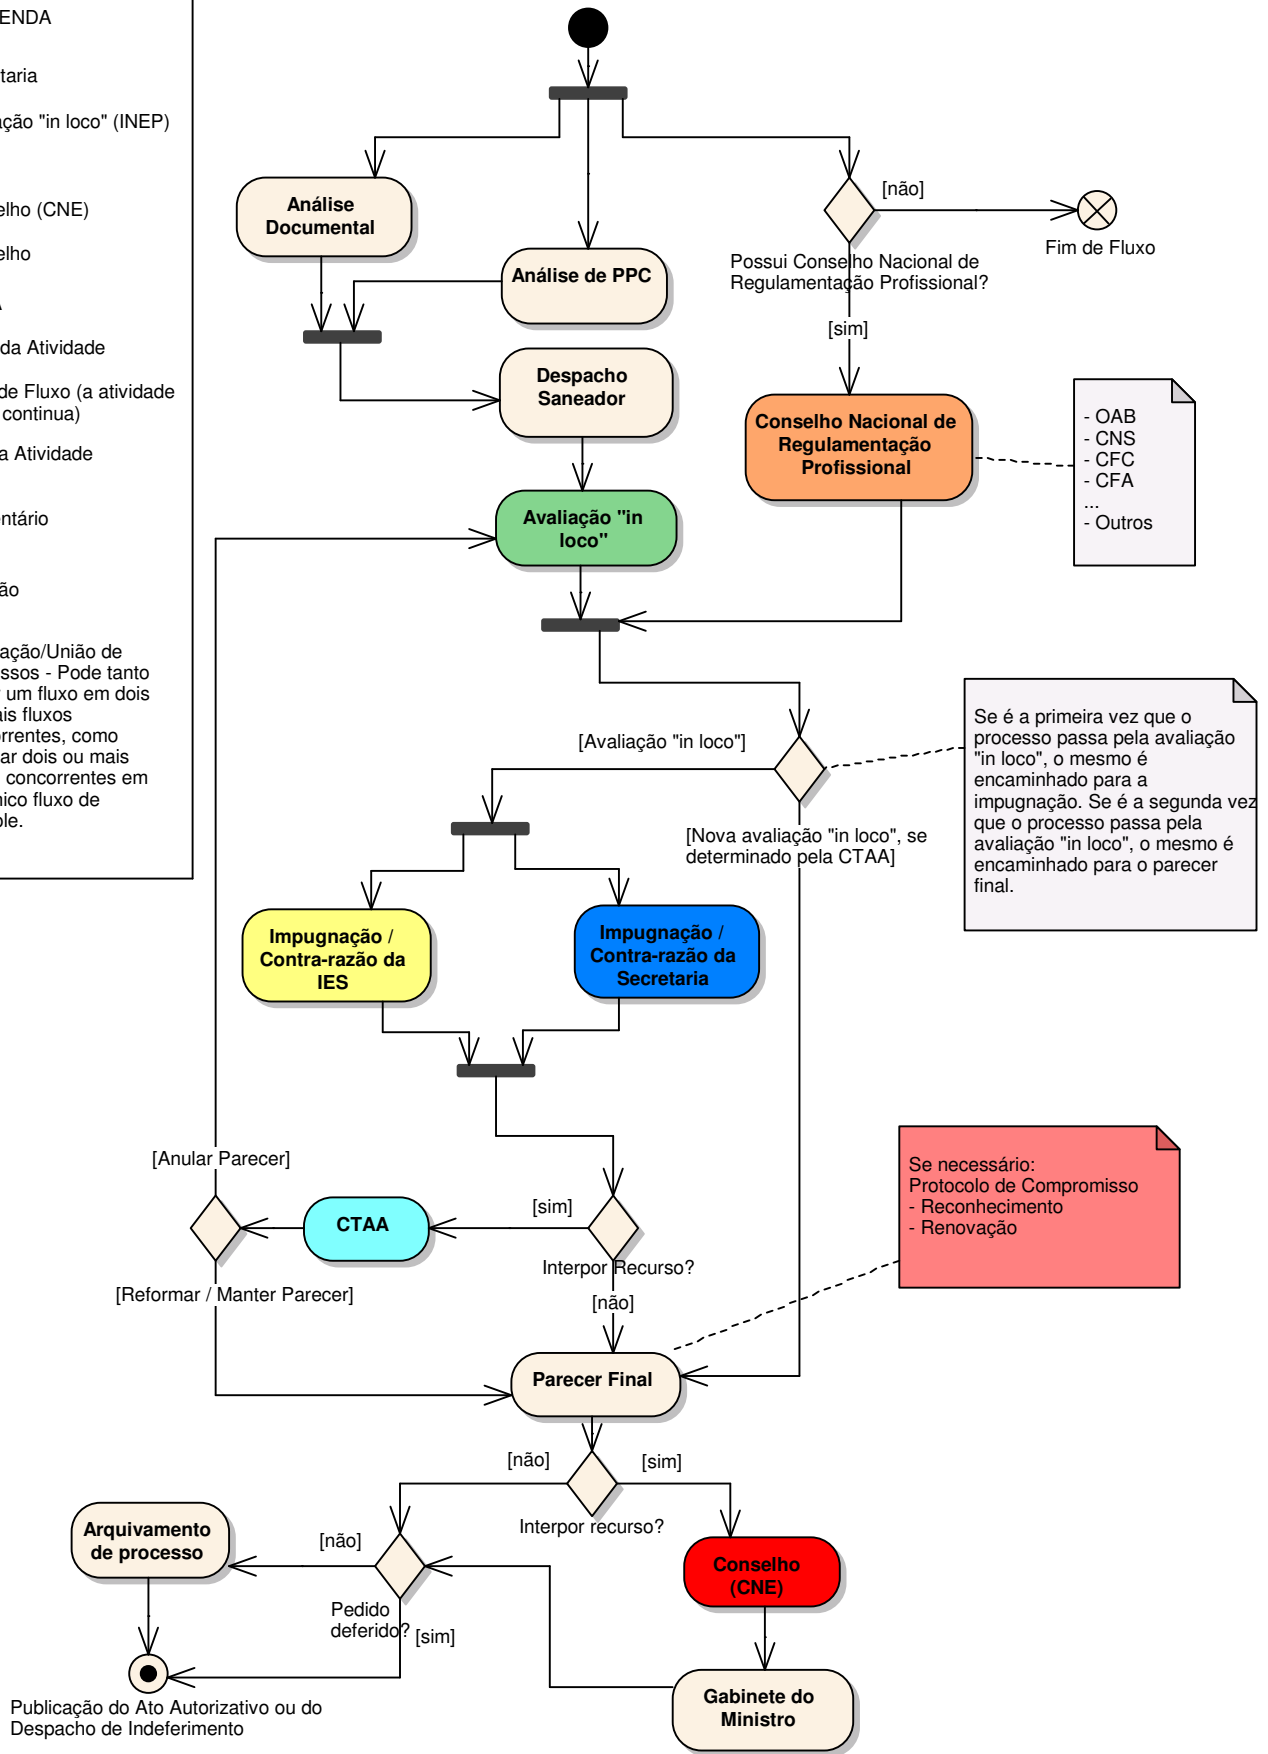 ENDA
taria
ação "in loco" (INEP)
elho (CNE)
elho
da Atividade
de Fluxo (a atividade
continua)
a Atividade
entário
ão
ação/União de
ssos - Pode tanto
um fluxo em dois
ais fluxos
orrentes, como
ar dois ou mais
concorrentes em
nico fluxo de
ole.
Análise
Documental
Análise de PPC
[não]
Fim de Fluxo
Possui Conselho Nacional de
Regulamentação Profissional?
[sim]
Despacho
Saneador
Conselho Nacional de
Regulamentação
Profissional
- OAB
- CNS
- CFC
- CFA
...
- Outros
Avaliação "in
loco"
[Avaliação "in loco"]
Se é a primeira vez que o
processo passa pela avaliação
"in loco", o mesmo é
encaminhado para a
impugnação. Se é a segunda vez
que o processo passa pela
avaliação "in loco", o mesmo é
encaminhado para o parecer
final.
[Nova avaliação "in loco", se
determinado pela CTAA]
Impugnação /
Contra-razão da
IES
Impugnação /
Contra-razão da
Secretaria
[Anular Parecer]
CTAA
[sim]
Interpor Recurso?
[não]
[Reformar / Manter Parecer]
Se necessário:
Protocolo de Compromisso
- Reconhecimento
- Renovação
Parecer Final
[não]
[sim]
Interpor recurso?
Arquivamento
de processo
[não]
Pedido
deferido?
[sim]
Conselho
(CNE)
Gabinete do
Ministro
Publicação do Ato Autorizativo ou do
Despacho de Indeferimento